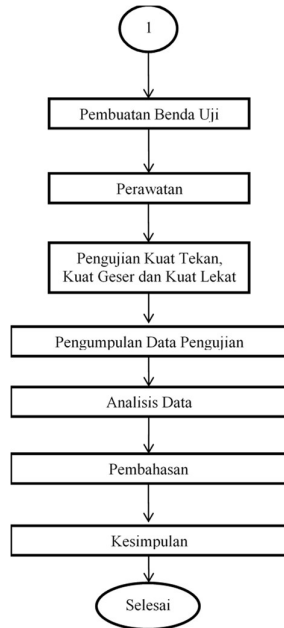 1
Pembuatan Benda Uji
Perawatan
Pengujian Kuat Tekan,
Kuat Geser dan Kuat Lekat
Pengumpulan Data Pengujian
Analisis Data
Pembahasan
Kesimpulan
Selesai